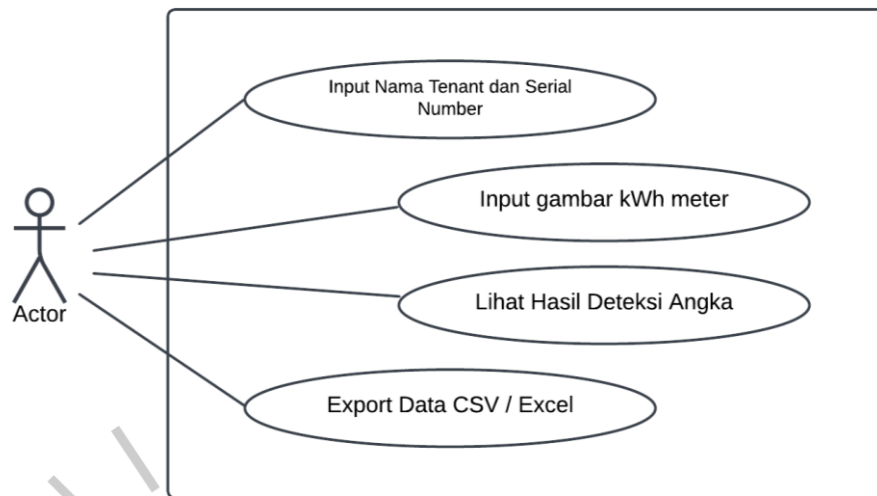 Input Nama Tenant dan Serial
Number
Input gambar kWh meter
Lihat Hasil Deteksi Angka
Actor
Export Data CSV / Excel